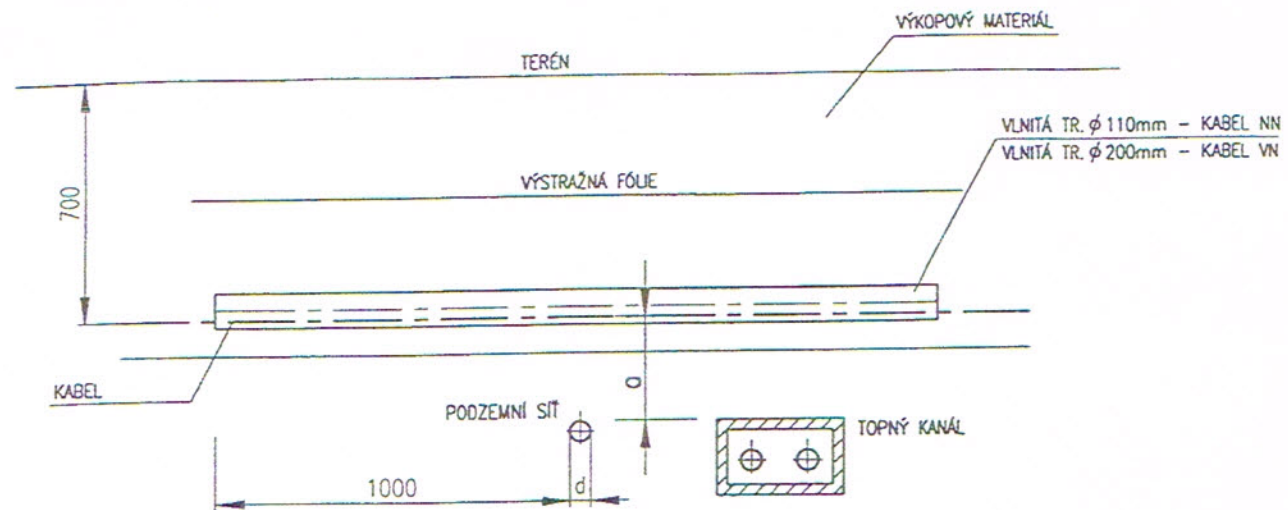 VÝKOPOVÝ MATERIÁL
TERÉN
VLNITÁ TR. ϕ 110mm - KABEL NN
VLNITÁ TR. ϕ 200mm - KABEL VN
700
VÝSTRAŽNÁ FÓLIE
KABEL
a
PODZEMNÍ SÍŤ
TOPNÝ KANÁL
1000
d